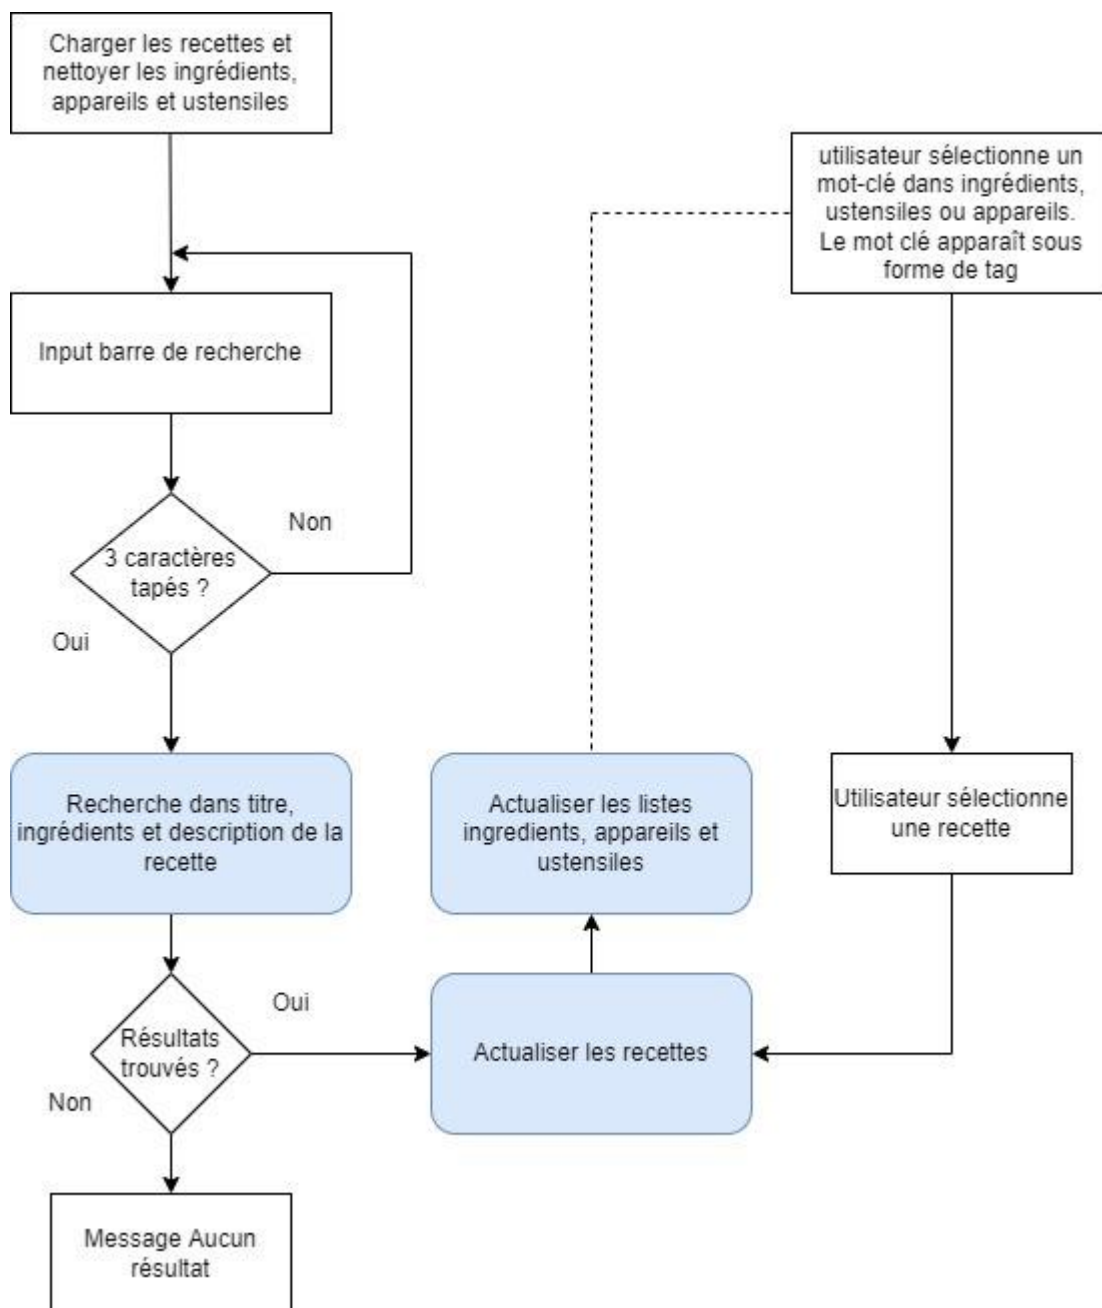 Charger les recettes et
nettoyer les ingrédients,
appareils et ustensiles
utilisateur sélectionne un
mot-clé dans ingrédients,
ustensiles ou appareils.
Le mot clé apparaît sous
forme de tag
Input barre de recherche
Non
3 caractères
tapés ?
Oui
Recherche dans titre,
ingrédients et description de la
recette
Actualiser les listes
ingredients, appareils et
ustensiles
Utilisateur sélectionne
une recette
Oui
Résultats
trouvés ?
Actualiser les recettes
Non
Message Aucun
résultat